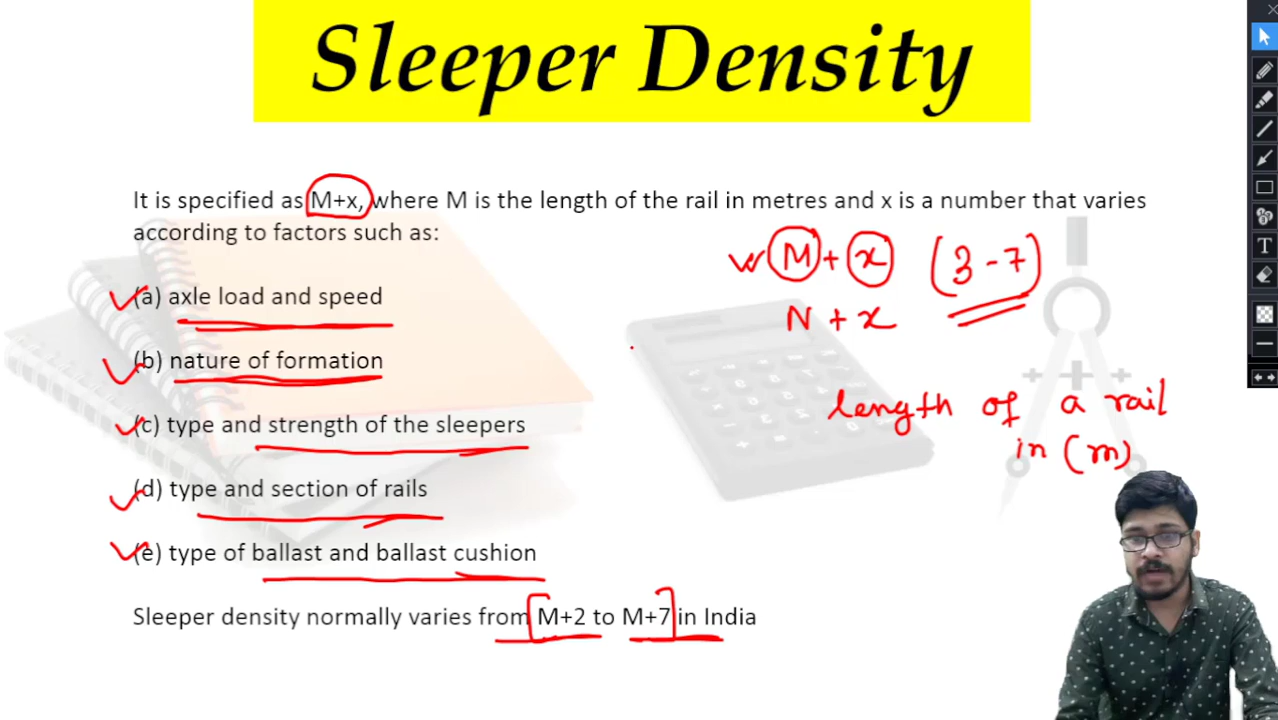 Sleeper Density
It is specified as M+x, where M is the length of the rail in metres and x is a number that varies
according to factors such as:
M + x (3 - 7)
(a) axle load and speed
N + x
(b) nature of formation
length of a rail
(c) type and strength of the sleepers
in (m)
(d) type and section of rails
(e) type of ballast and ballast cushion
Sleeper density normally varies from M+2 to M+7 in India